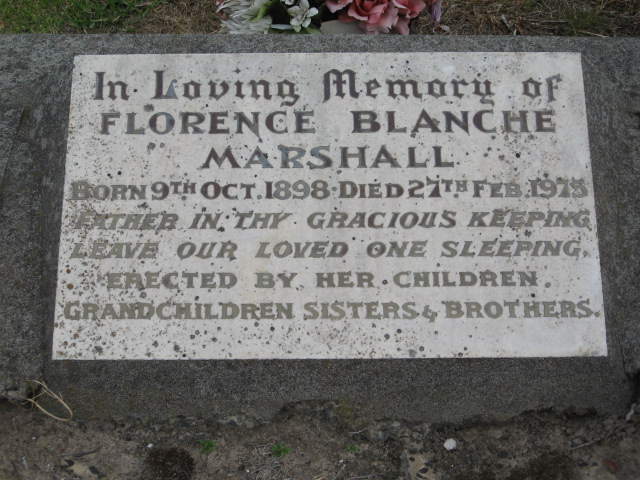 In Loving Memory of
FLORENCE BLANCHE
MARSHALL
BORN 9TH OCT. 1898 · DIED 27TH FEB. 1975
FATHER IN THY GRACIOUS KEEPING
LEAVE OUR LOVED ONE SLEEPING.
ERECTED BY HER CHILDREN.
GRANDCHILDREN SISTERS & BROTHERS.